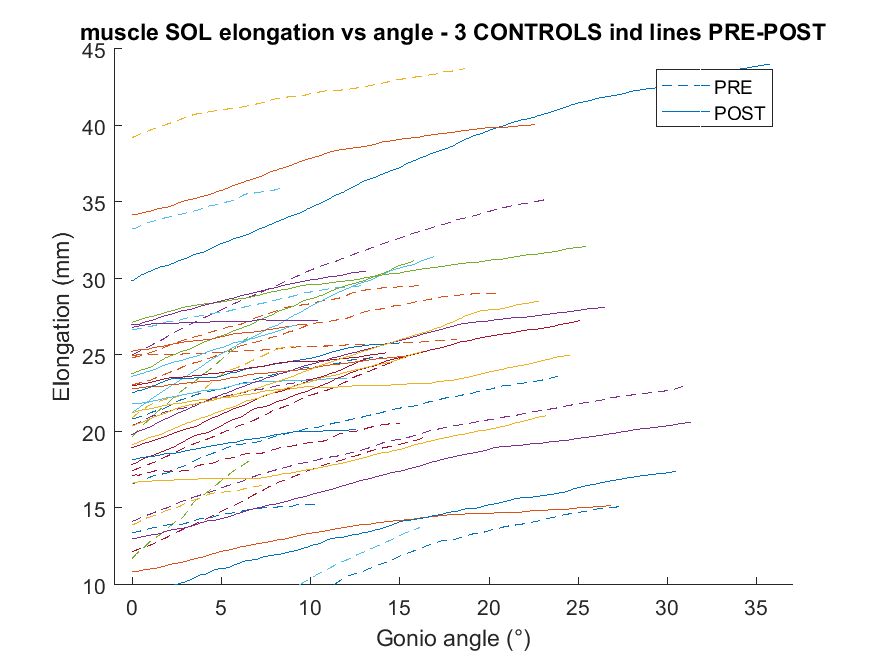 muscle SOL elongation vs angle - 3 CONTROLS ind lines PRE-POST
45
40
35
30
25
20
15
10
Elongation (mm)
PRE
POST
0 5 10 15 20 25 30 35
Gonio angle (°)